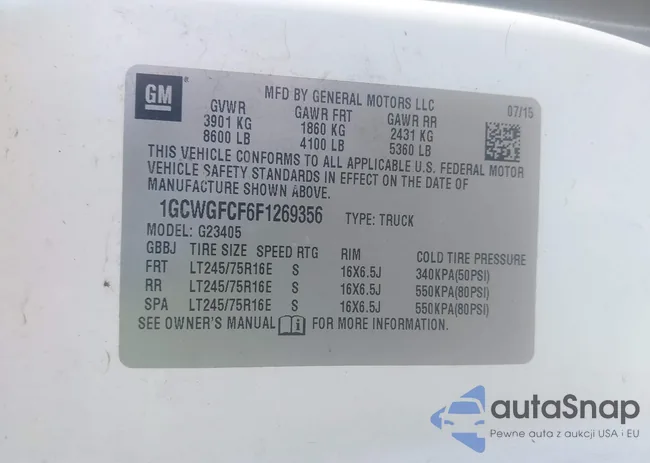 GM
MFD BY GENERAL MOTORS LLC
07/15
GVWR GAWR FRT GAWR RR
3901 KG 1860 KG 2431 KG
8600 LB 4100 LB 5360 LB
THIS VEHICLE CONFORMS TO ALL APPLICABLE U.S. FEDERAL MOTOR
VEHICLE SAFETY STANDARDS IN EFFECT ON THE DATE OF
MANUFACTURE SHOWN ABOVE.
1GCWGFCF6F1269356 TYPE: TRUCK
MODEL: G23405
GBBJ TIRE SIZE SPEED RTG RIM COLD TIRE PRESSURE
FRT LT245/75R16E S 16X6.5J 340KPA(50PSI)
RR LT245/75R16E S 16X6.5J 550KPA(80PSI)
SPA LT245/75R16E S 16X6.5J 550KPA(80PSI)
SEE OWNER'S MANUAL FOR MORE INFORMATION.
autaSnap
Pewne auta z aukcji USA i EU